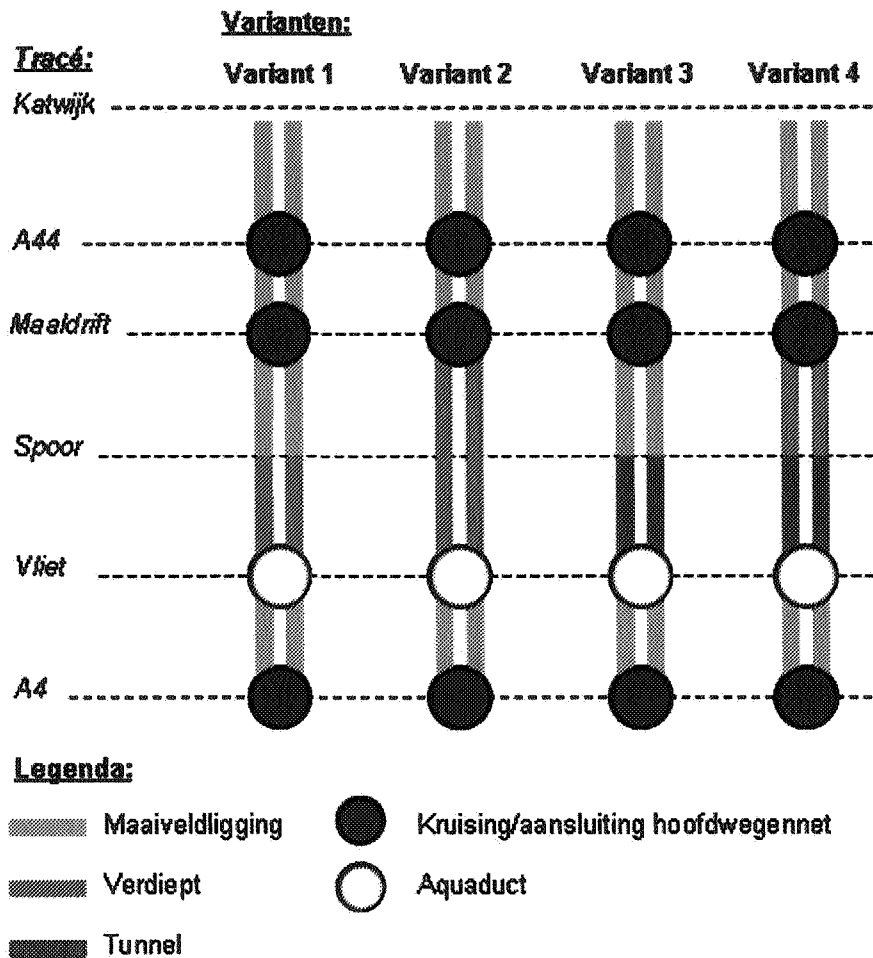 Varianten:
Tracé:
Variant 1 Variant 2 Variant 3 Variant 4
Katwijk
A44
Maaldrift
Spoor
Vliet
A4
Legenda:
Maaiveldligging
Kruising/aansluiting hoofdwegennet
Verdiept
Aquaduct
Tunnel